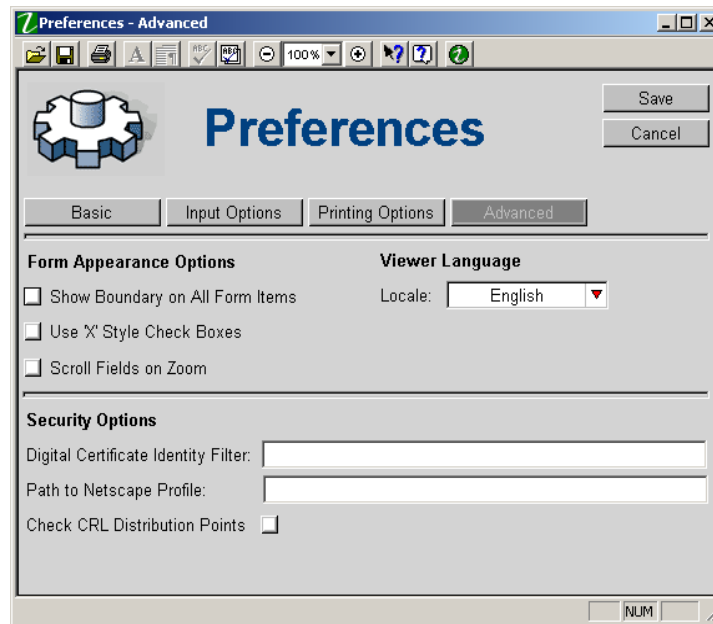 Preferences - Advanced
A
ABC
ABC
100%
Preferences
Save
Cancel
Basic
Input Options
Printing Options
Advanced
Form Appearance Options
Viewer Language
Show Boundary on All Form Items
Locale: English
Use 'X' Style Check Boxes
Scroll Fields on Zoom
Security Options
Digital Certificate Identity Filter:
Path to Netscape Profile:
Check CRL Distribution Points
NUM